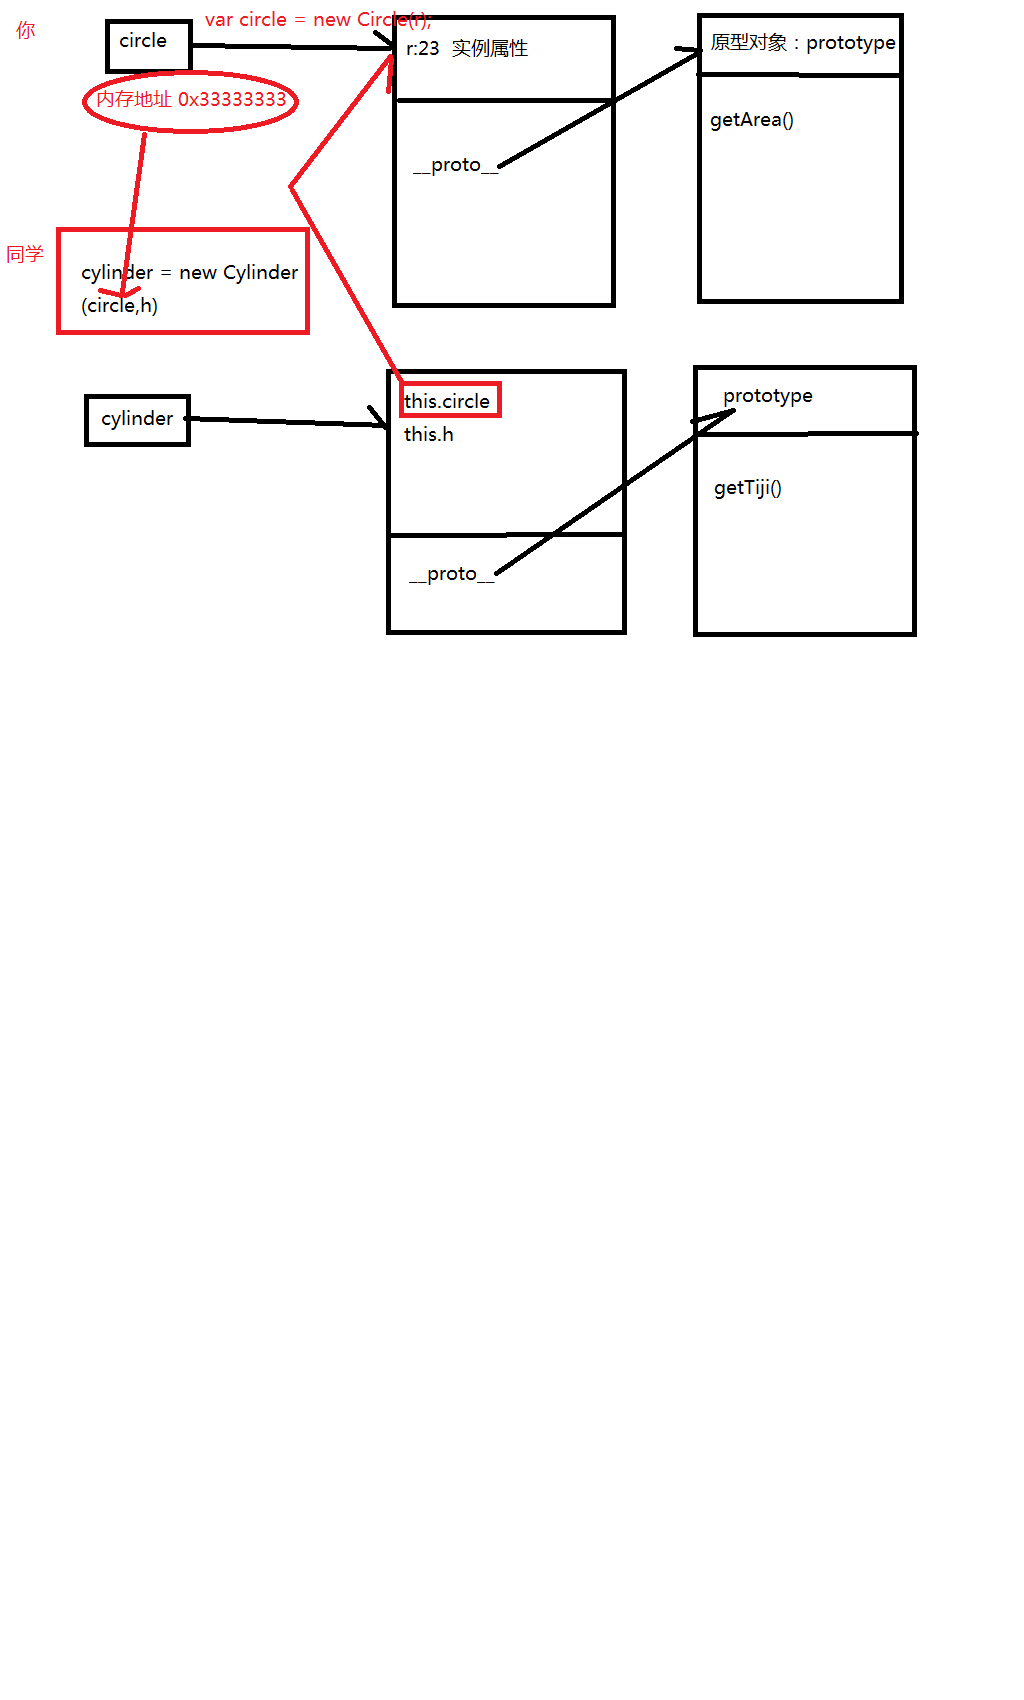 你
var circle = new Circle(r);
circle
r:23 实例属性
原型对象：prototype
内存地址 0x33333333
getArea()
__proto__
同学
cylinder = new Cylinder
(circle,h)
cylinder
this.circle
this.h
prototype
getTiji()
__proto__